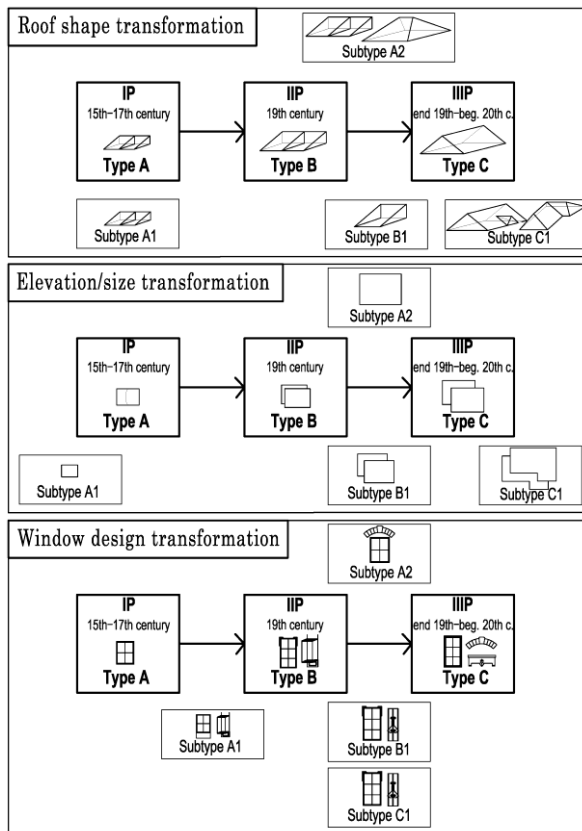 Roof shape transformation
Subtype A2
IP
15th-17th century
Type A
IIP
19th century
Type B
IIIP
end 19th-beg. 20th c.
Type C
Subtype A1
Subtype B1
Subtype C1
Elevation/size transformation
Subtype A2
IP
15th-17th century
Type A
IIP
19th century
Type B
IIIP
end 19th-beg. 20th c.
Type C
Subtype A1
Subtype B1
Subtype C1
Window design transformation
Subtype A2
IP
15th-17th century
Type A
IIP
19th century
Type B
IIIP
end 19th-beg. 20th c.
Type C
Subtype A1
Subtype B1
Subtype C1